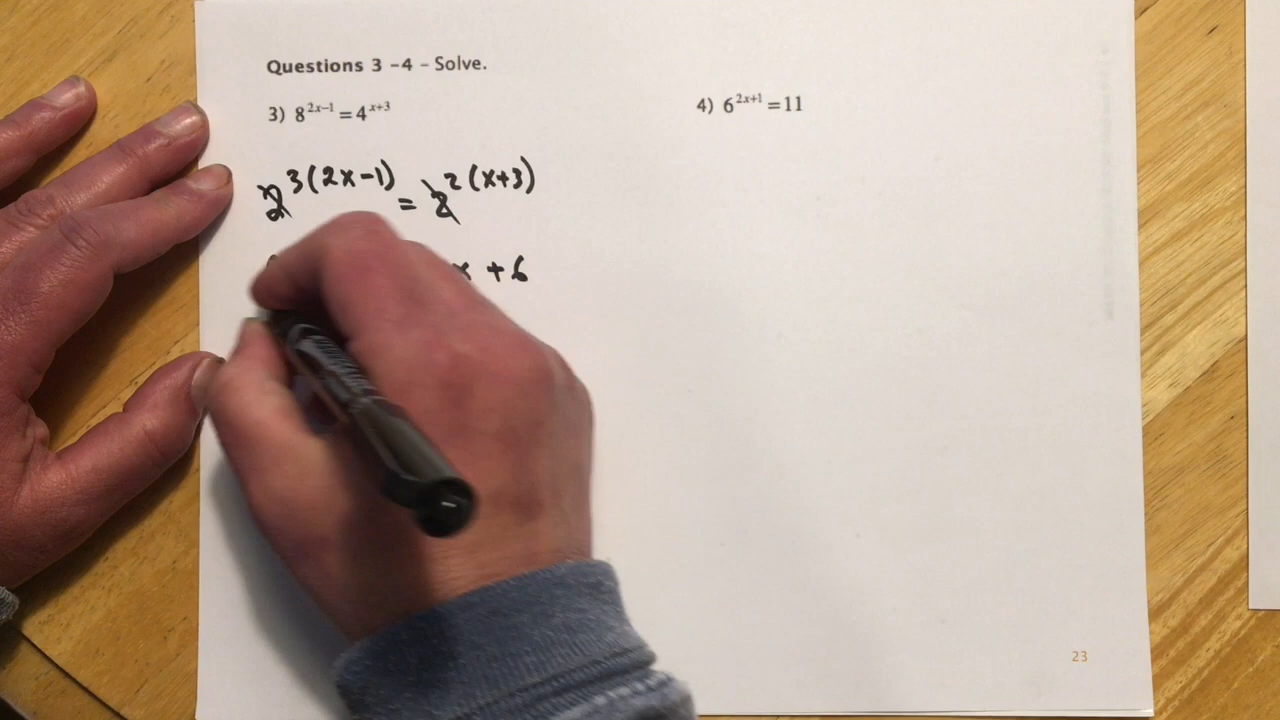 Questions 3 –4 – Solve.
3) 8^{2x–1} = 4^{x+3}
4) 6^{2x+1} = 11
2^{3(2x-1)} = 2^{2(x+3)}
x + 6
23